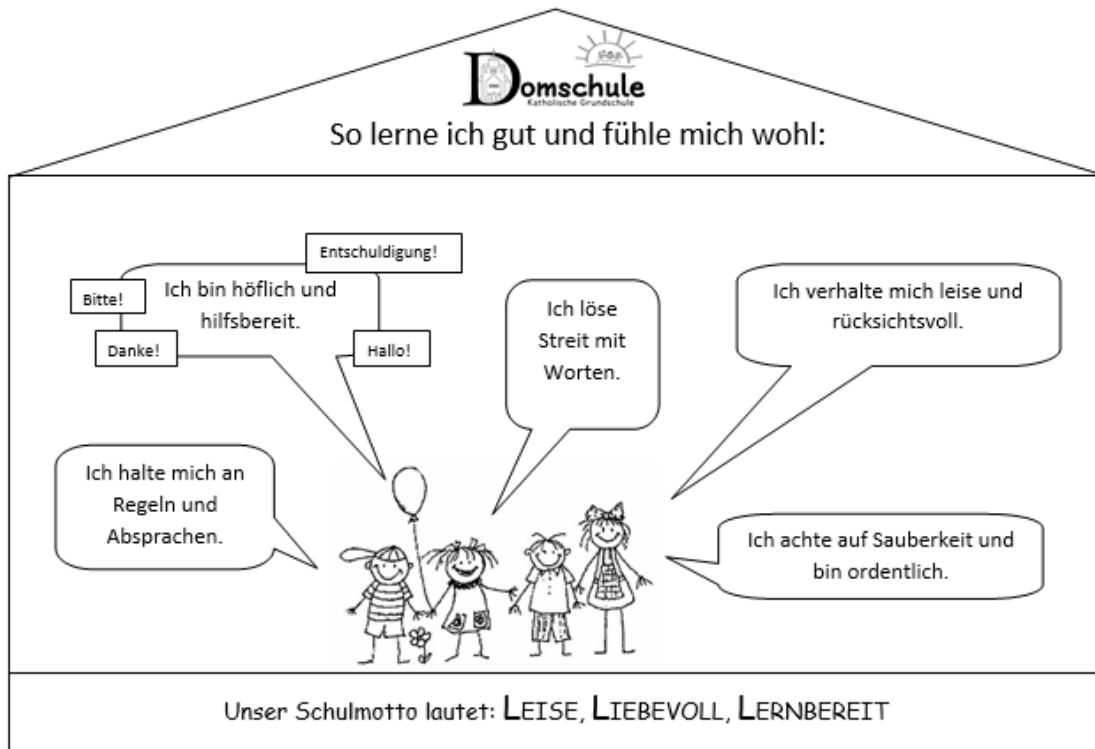 Domschule
Katholische Grundschule
So lerne ich gut und fühle mich wohl:
Entschuldigung!
Bitte!
Ich bin höflich und
hilfsbereit.
Danke!
Hallo!
Ich löse
Streit mit
Worten.
Ich verhalte mich leise und
rücksichtsvoll.
Ich halte mich an
Regeln und
Absprachen.
Ich achte auf Sauberkeit und
bin ordentlich.
Unser Schulmotto lautet: LEISE, LIEBEVOLL, LERNBEREIT